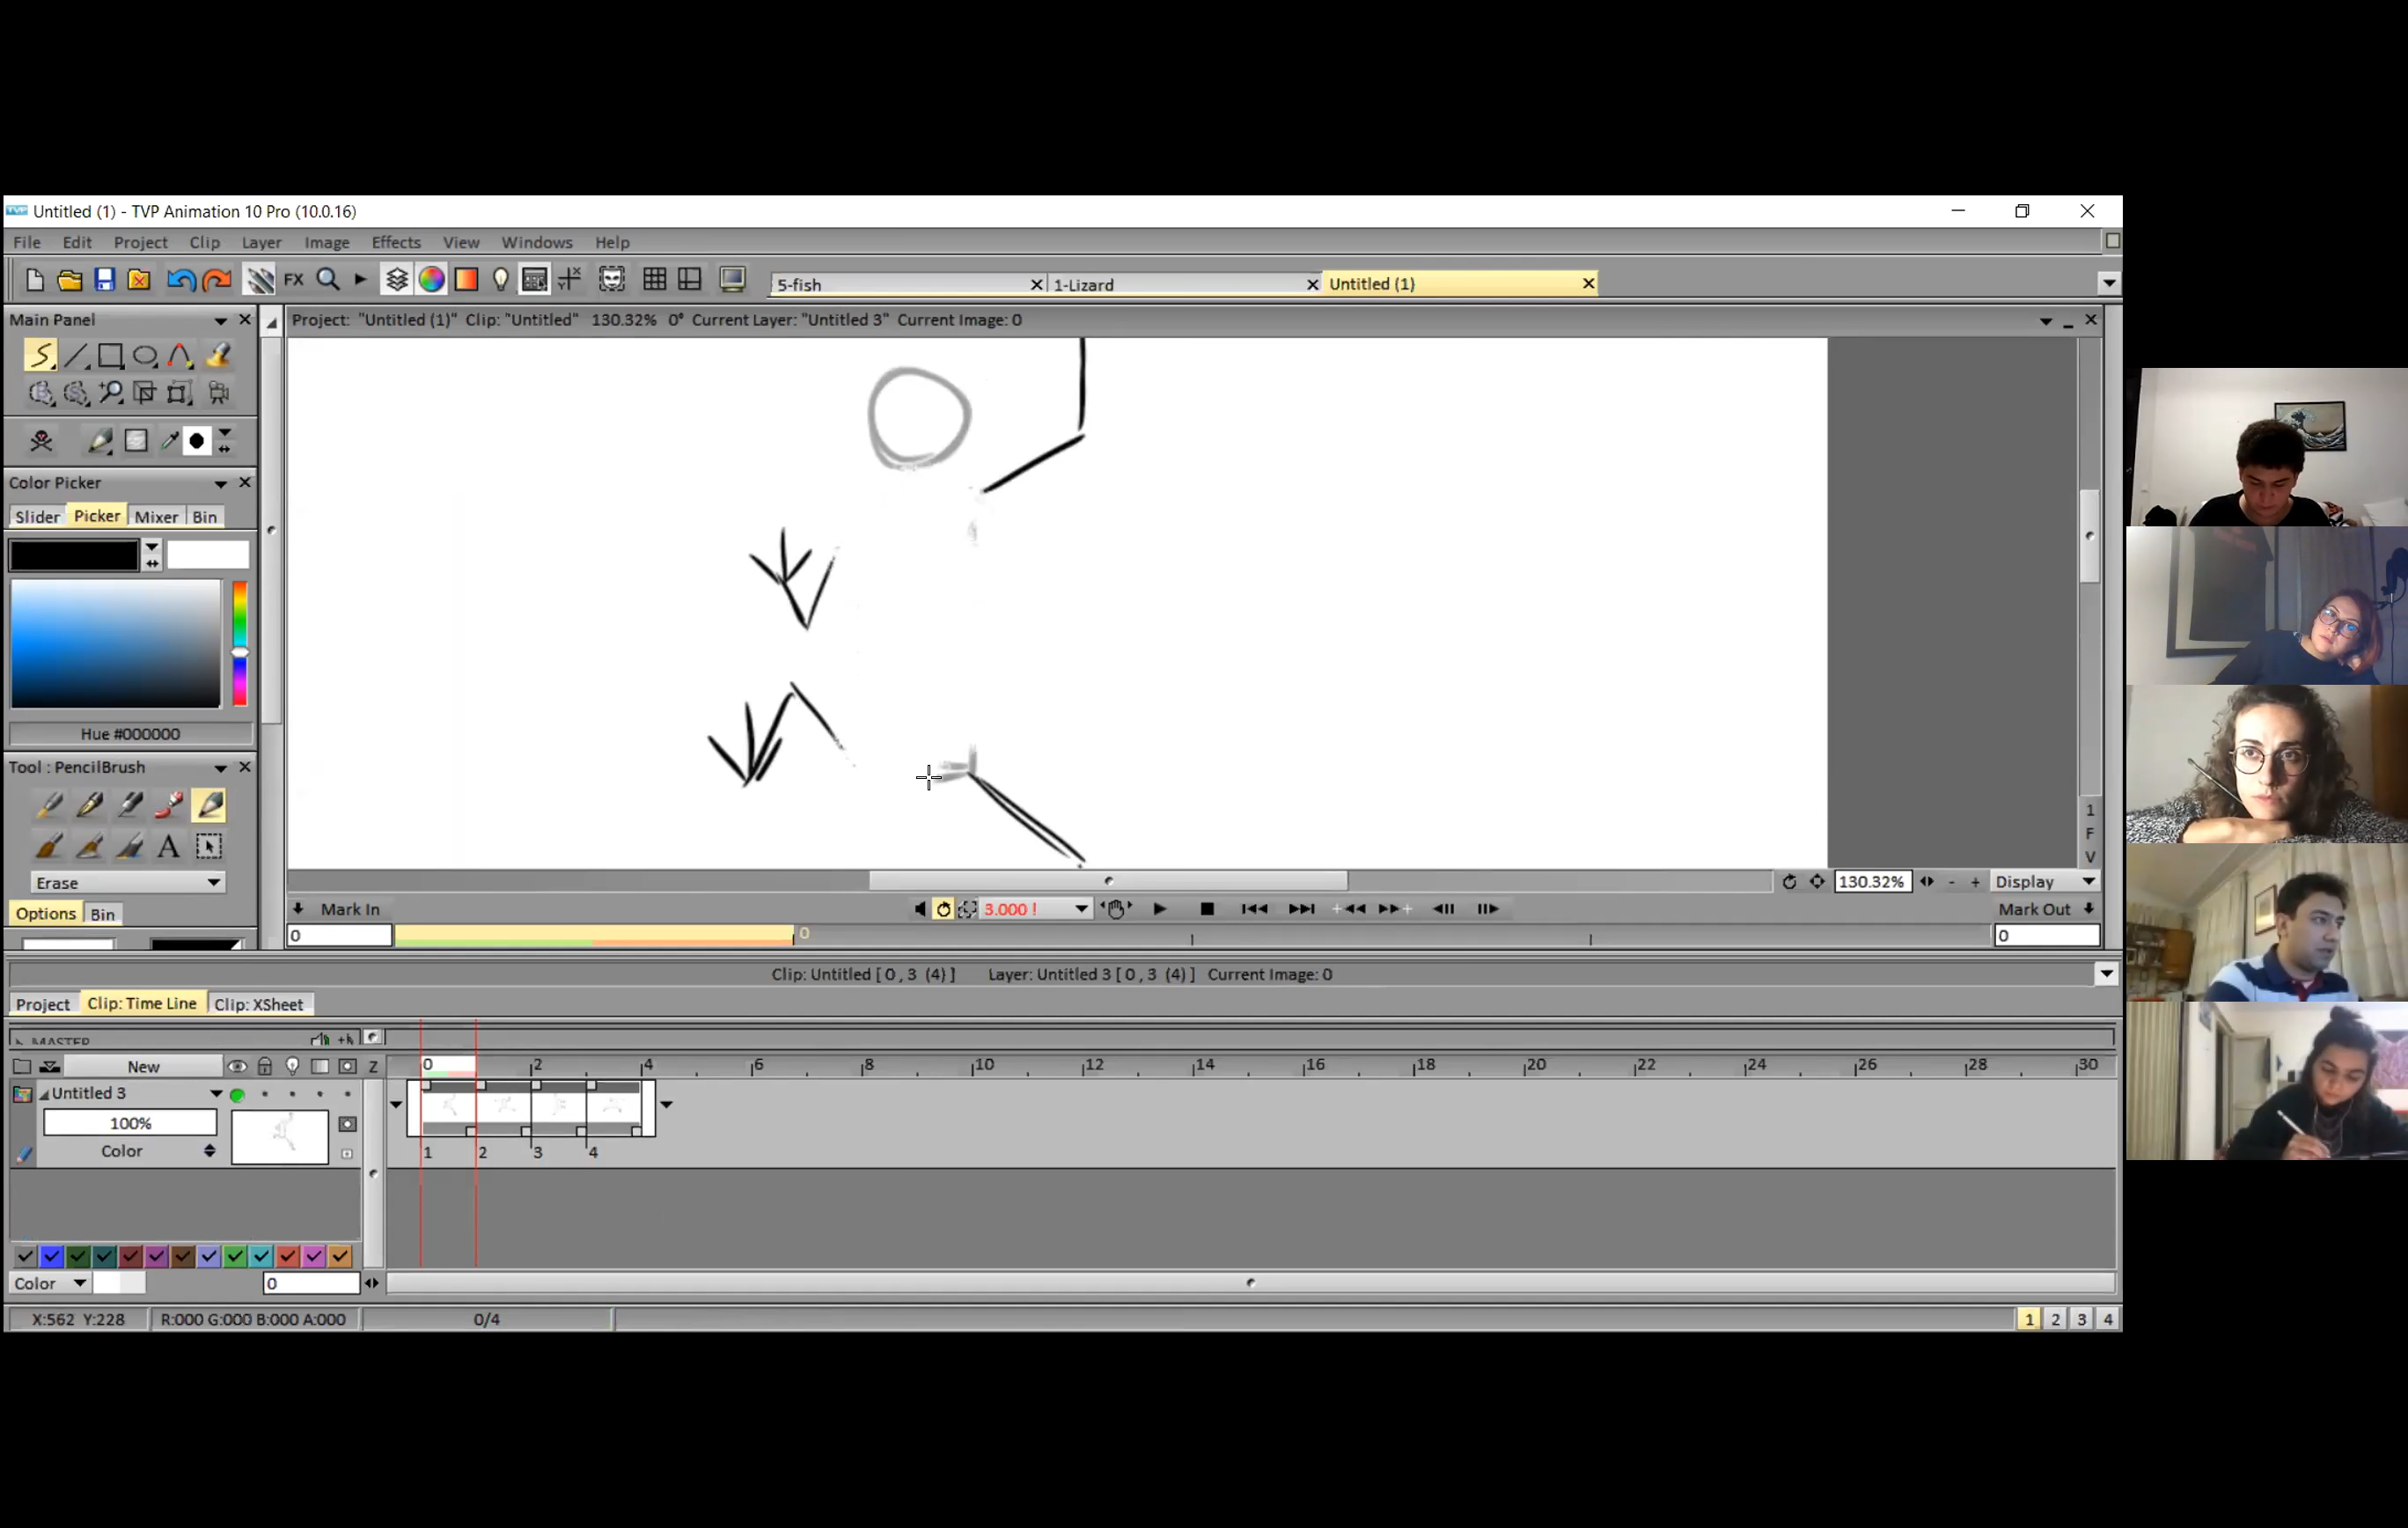 TVP Untitled (1) - TVP Animation 10 Pro (10.0.16)
File Edit Project Clip Layer Image Effects View Windows Help
FX 5-fish 1-Lizard Untitled (1)
Main Panel
Project: "Untitled (1)" Clip: "Untitled" 130.32% 0° Current Layer: "Untitled 3" Current Image: 0
Color Picker
Slider Picker Mixer Bin
Hue #000000
Tool : PencilBrush
A
Erase
Options Bin
1
F
V
130.32% - + Display
Mark In 3.000 ! Mark Out
0 0 0
Clip: Untitled [ 0 , 3 (4) ] Layer: Untitled 3 [ 0 , 3 (4) ] Current Image: 0
Project Clip: Time Line Clip: XSheet
MASTER
New Z 0 2 4 6 8 10 12 14 16 18 20 22 24 26 28 30
Untitled 3
100%
Color 1 2 3 4
Color 0
X:562 Y:228 R:000 G:000 B:000 A:000 0/4 1 2 3 4